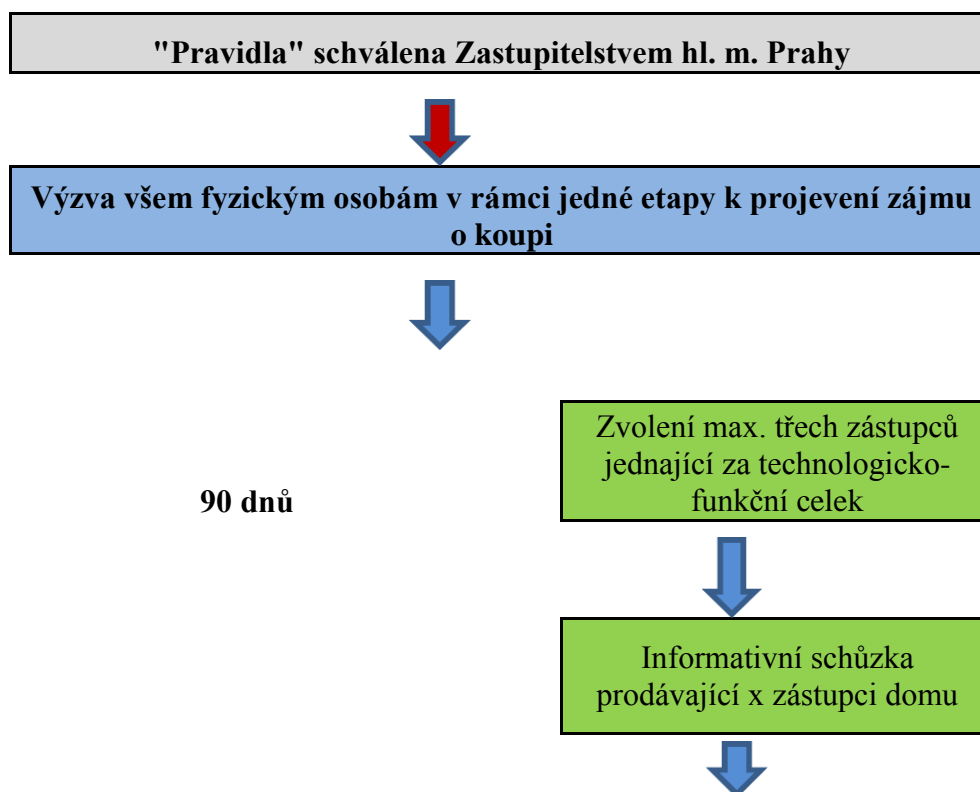 "Pravidla" schválena Zastupitelstvem hl. m. Prahy
Výzva všem fyzickým osobám v rámci jedné etapy k projevení zájmu
o koupi
Zvolení max. třech zástupců
jednající za technologicko-
funkční celek
90 dnů
Informativní schůzka
prodávající x zástupci domu